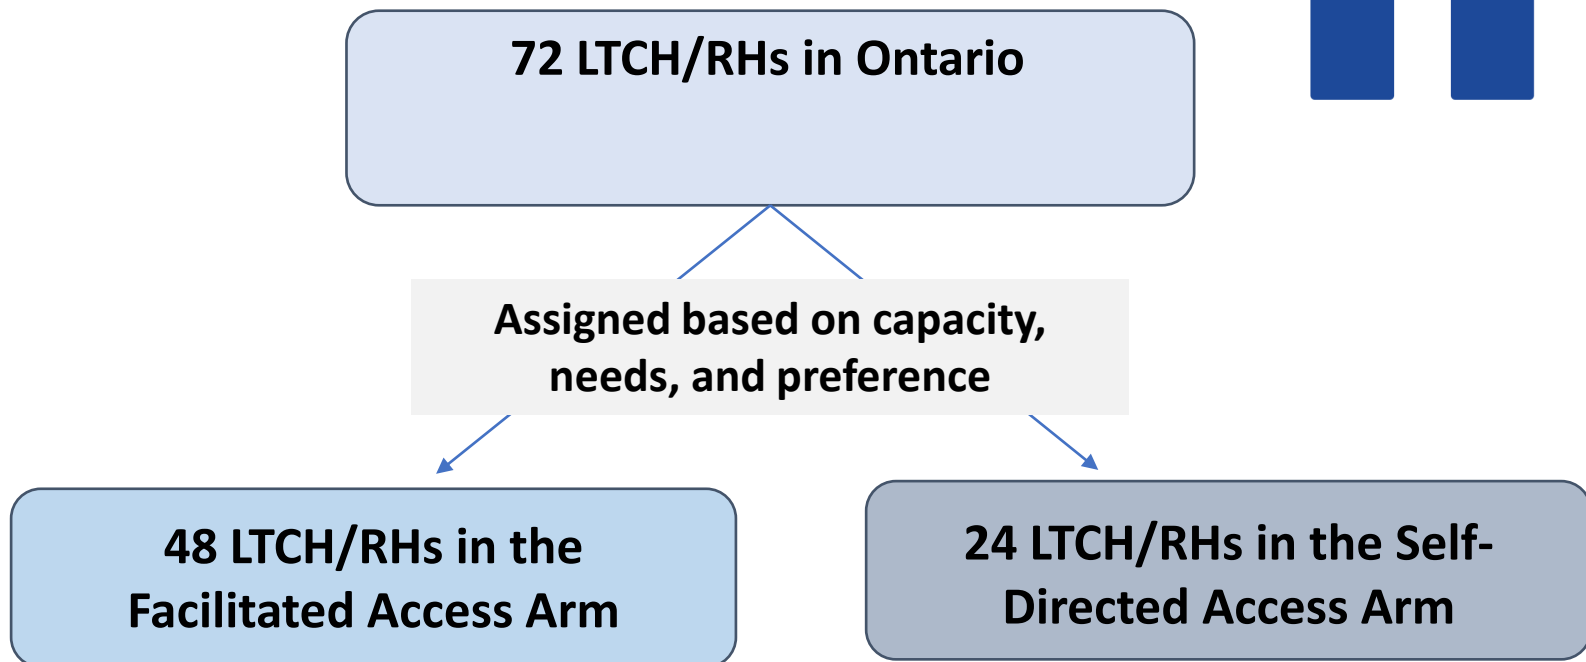 72 LTCH/RHs in Ontario
Assigned based on capacity,
needs, and preference
48 LTCH/RHs in the
Facilitated Access Arm
24 LTCH/RHs in the Self-
Directed Access Arm